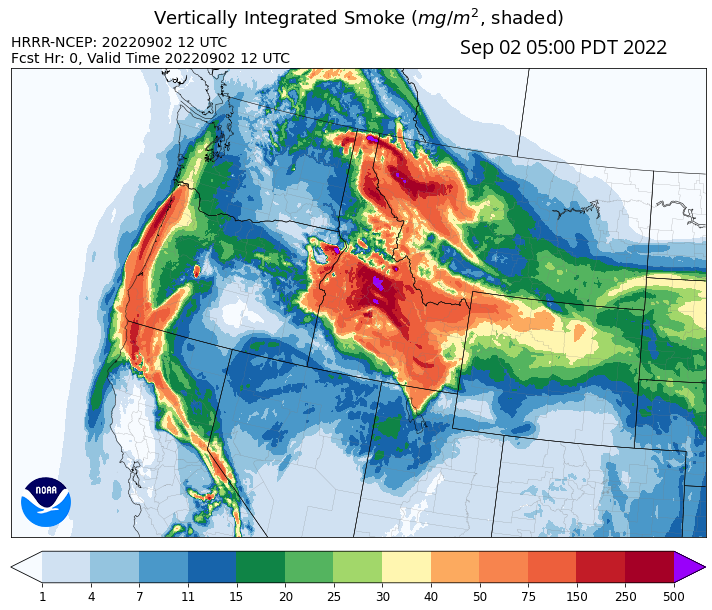 Vertically Integrated Smoke (mg/m², shaded)
HRRR-NCEP: 20220902 12 UTC
Sep 02 05:00 PDT 2022
Fcst Hr: 0, Valid Time 20220902 12 UTC
NOAA
1 4 7 11 15 20 25 30 40 50 75 150 250 500